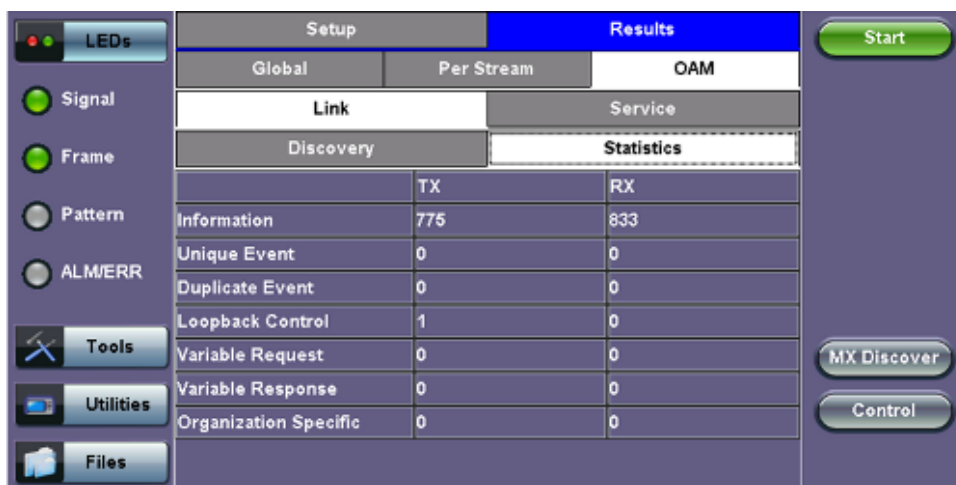 LEDs
Signal
Frame
Pattern
ALM/ERR
Tools
Utilities
Files
Setup Results
Global Per Stream OAM
Link Service
Discovery Statistics
TX RX
Information 775 833
Unique Event 0 0
Duplicate Event 0 0
Loopback Control 1 0
Variable Request 0 0
Variable Response 0 0
Organization Specific 0 0
Start
MX Discover
Control